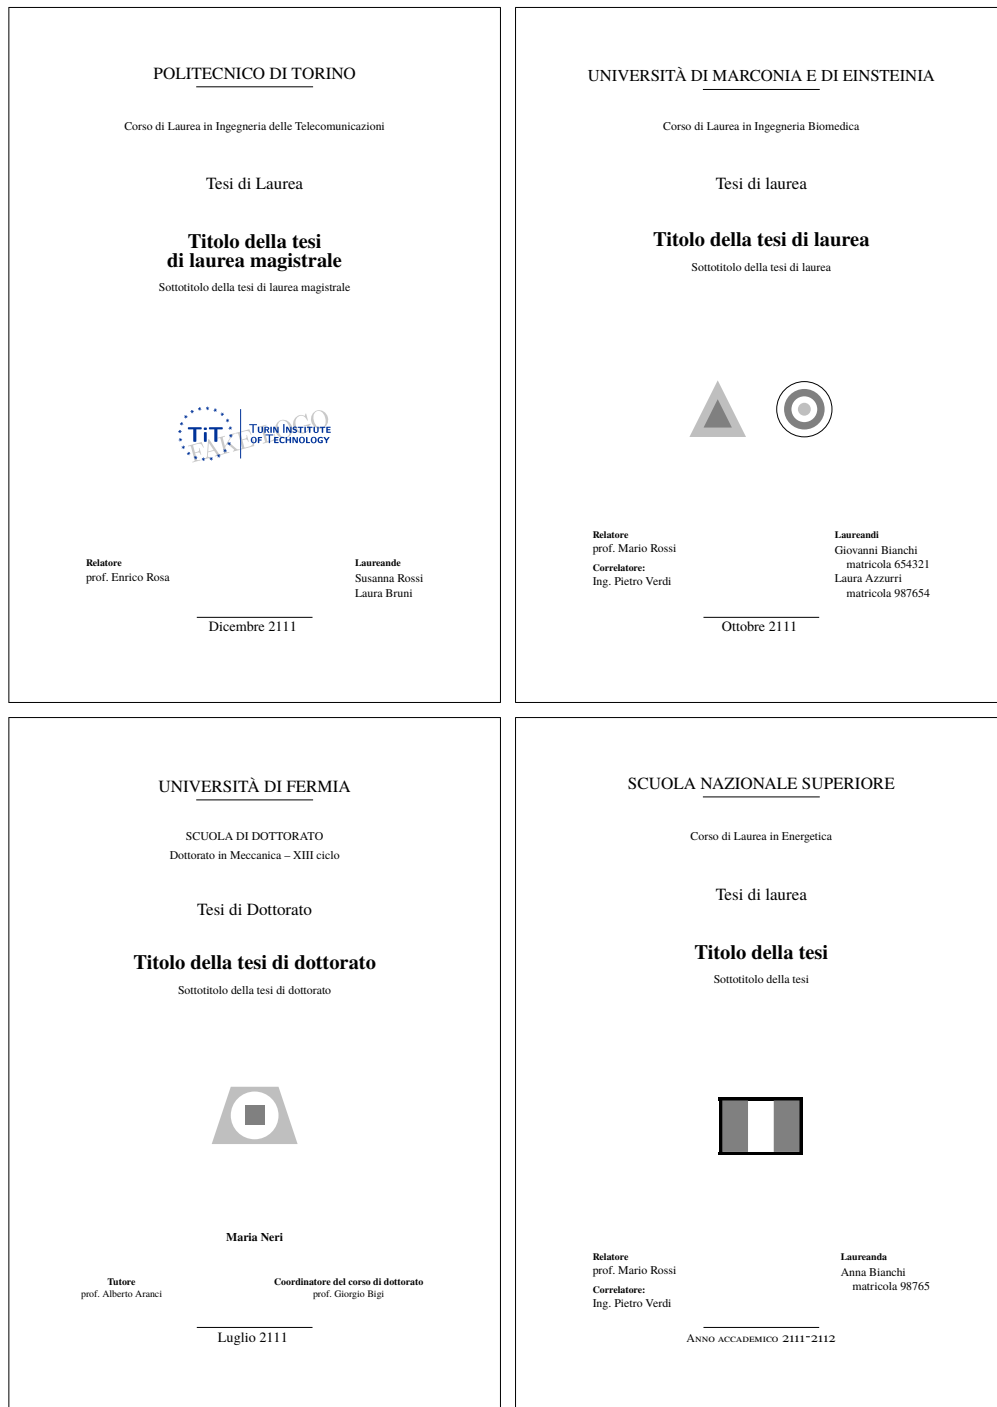 POLITECNICO DI TORINO
Corso di Laurea in Ingegneria delle Telecomunicazioni
Tesi di Laurea
Titolo della tesi
di laurea magistrale
Sottotitolo della tesi di laurea magistrale
FAKE LOGO
TiT
TURIN INSTITUTE
OF TECHNOLOGY
Relatore
prof. Enrico Rosa
Laureande
Susanna Rossi
Laura Bruni
Dicembre 2111
UNIVERSITÀ DI MARCONIA E DI EINSTEINIA
Corso di Laurea in Ingegneria Biomedica
Tesi di laurea
Titolo della tesi di laurea
Sottotitolo della tesi di laurea
Relatore
prof. Mario Rossi
Correlatore:
Ing. Pietro Verdi
Laureandi
Giovanni Bianchi
matricola 654321
Laura Azzurri
matricola 987654
Ottobre 2111
UNIVERSITÀ DI FERMIA
SCUOLA DI DOTTORATO
Dottorato in Meccanica – XIII ciclo
Tesi di Dottorato
Titolo della tesi di dottorato
Sottotitolo della tesi di dottorato
Maria Neri
Tutore
prof. Alberto Aranci
Coordinatore del corso di dottorato
prof. Giorgio Bigi
Luglio 2111
SCUOLA NAZIONALE SUPERIORE
Corso di Laurea in Energetica
Tesi di laurea
Titolo della tesi
Sottotitolo della tesi
Relatore
prof. Mario Rossi
Correlatore:
Ing. Pietro Verdi
Laureanda
Anna Bianchi
matricola 98765
ANNO ACCADEMICO 2111-2112